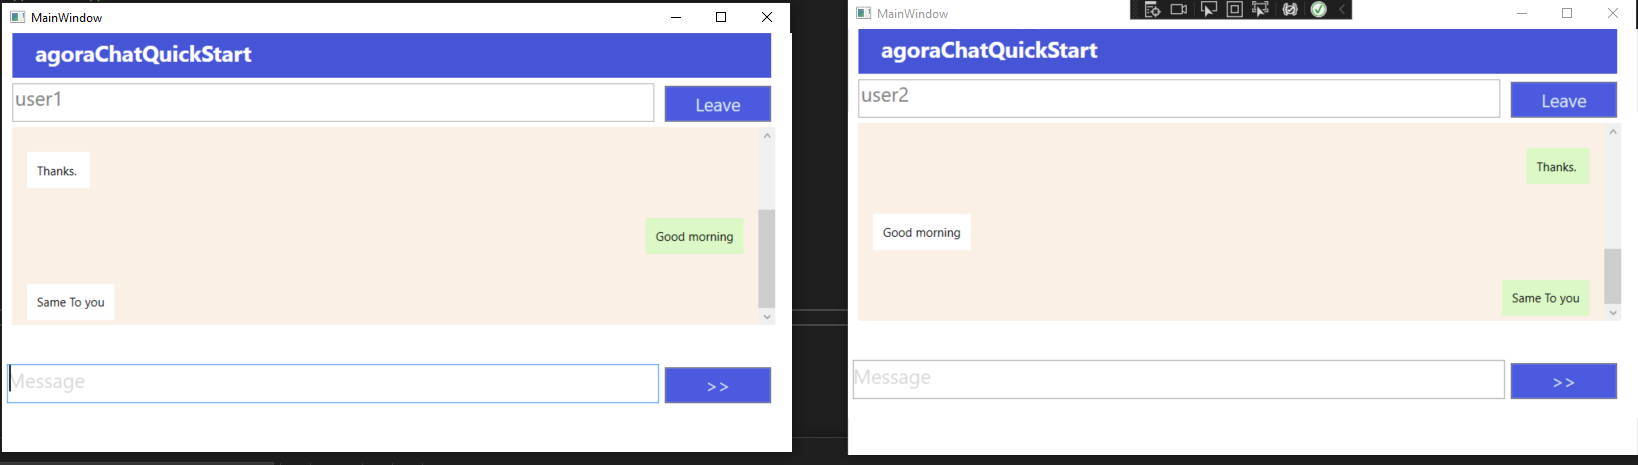 MainWindow
agoraChatQuickStart
user1
Leave
Thanks.
Good morning
Same To you
Message
>>
MainWindow
agoraChatQuickStart
user2
Leave
Thanks.
Good morning
Same To you
Message
>>